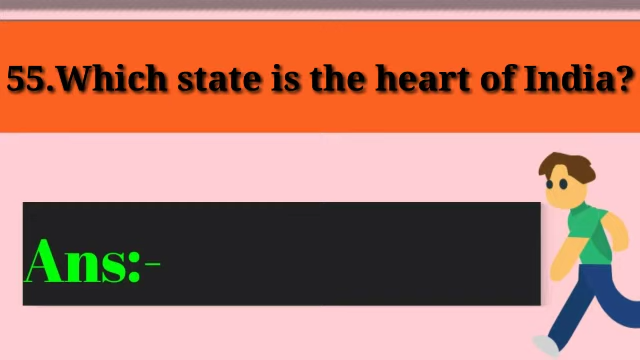 55.Which state is the heart of India?
Ans:-